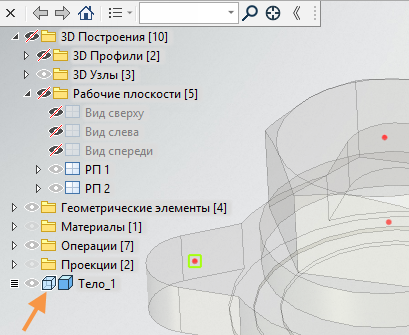 3D Построения [10]
3D Профили [2]
3D Узлы [3]
Рабочие плоскости [5]
Вид сверху
Вид слева
Вид спереди
РП 1
РП 2
Геометрические элементы [4]
Материалы [1]
Операции [7]
Проекции [2]
Тело_1